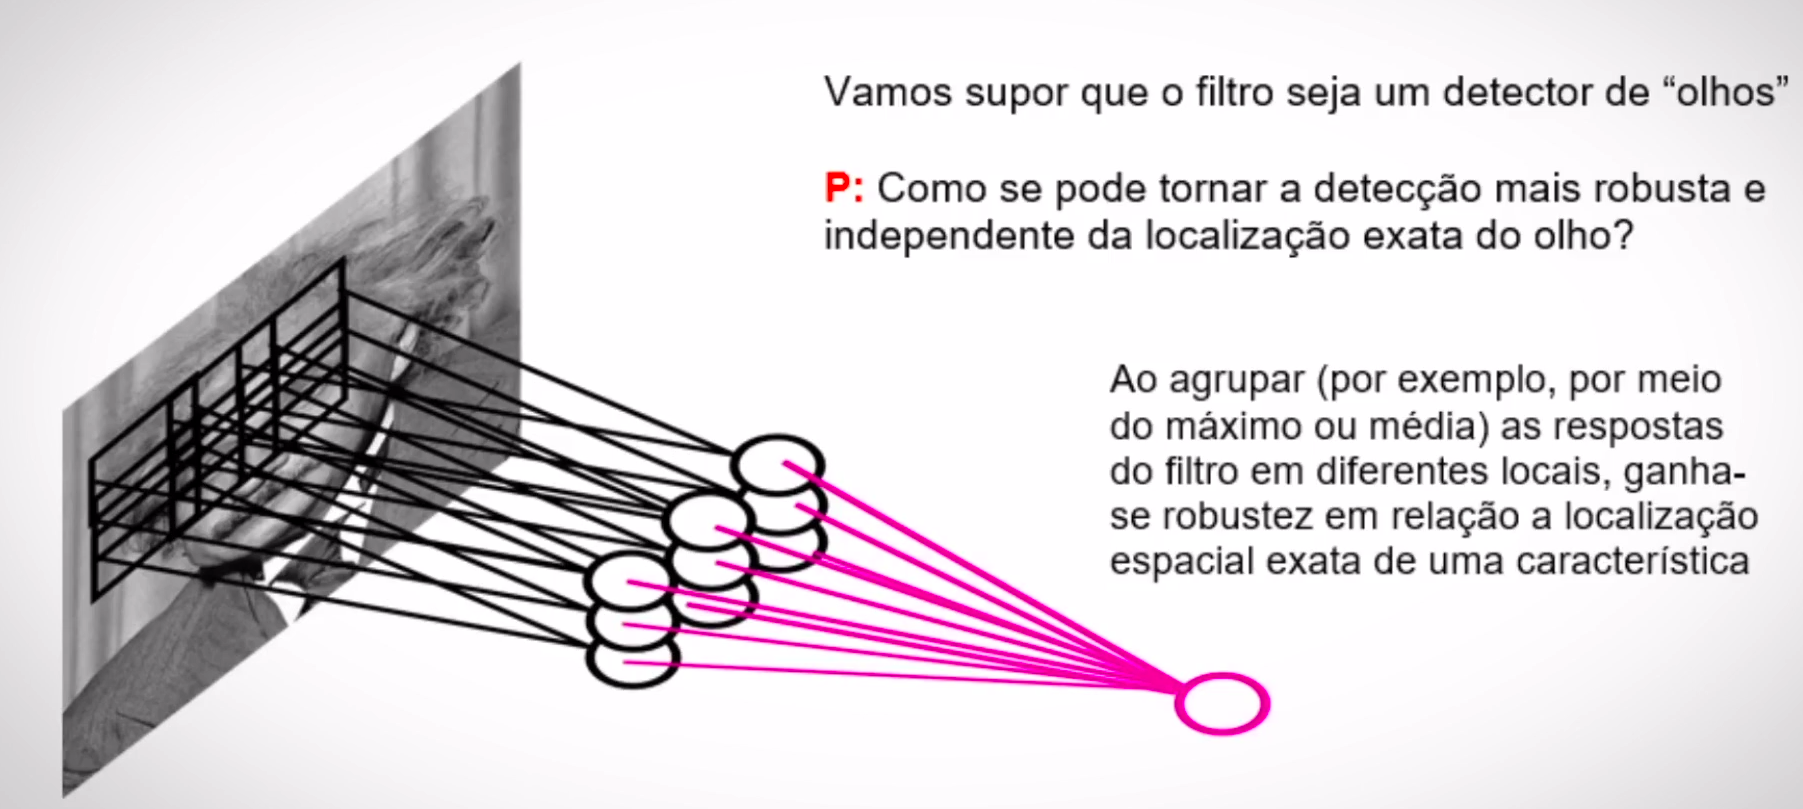 Vamos supor que o filtro seja um detector de “olhos”
P: Como se pode tornar a detecção mais robusta e
independente da localização exata do olho?
Ao agrupar (por exemplo, por meio
do máximo ou média) as respostas
do filtro em diferentes locais, ganha-
se robustez em relação a localização
espacial exata de uma característica